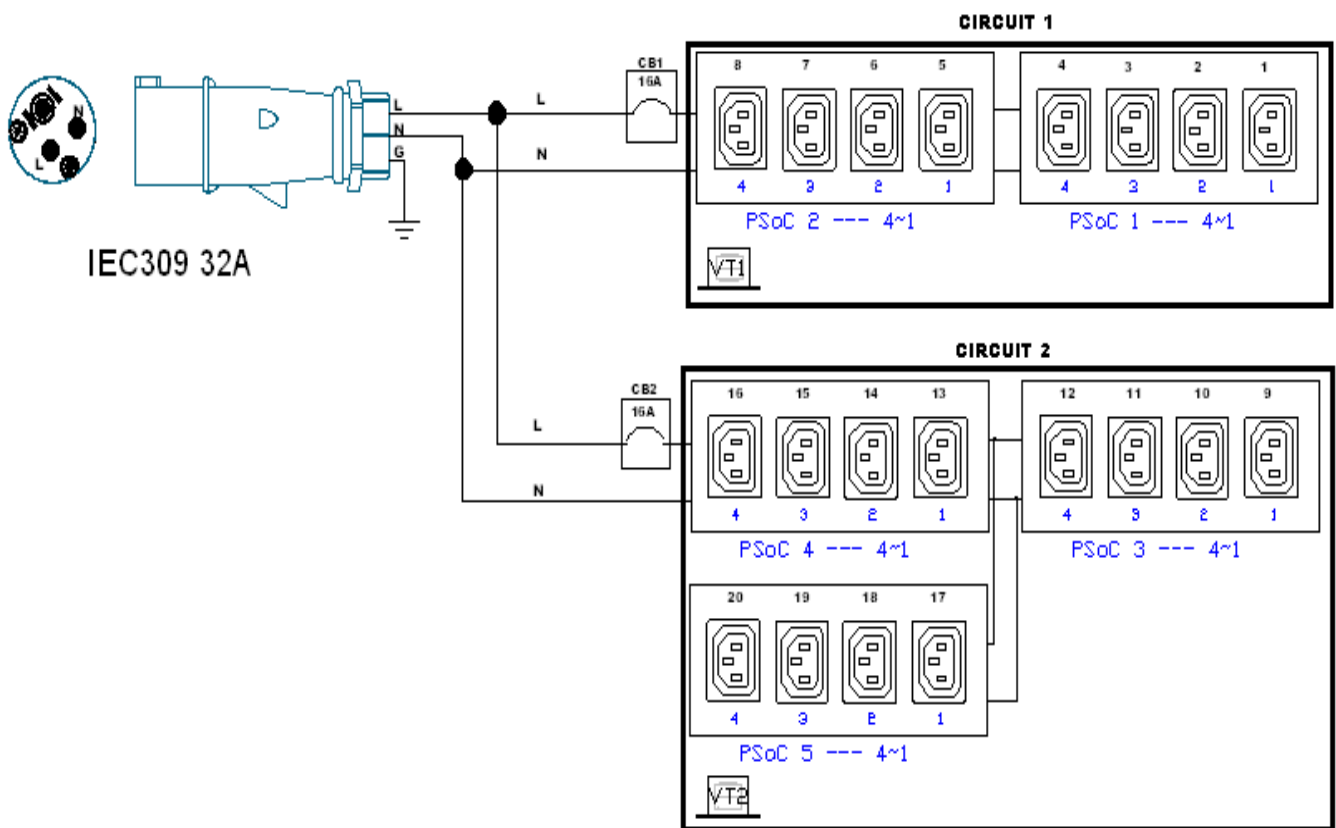 CIRCUIT 1
CB1
16A
8 7 6 5
4 3 2 1
N
L
L
N
G
L
N
4 3 2 1
4 3 2 1
PSoC 2 --- 4~1
PSoC 1 --- 4~1
IEC309 32A
VT1
CIRCUIT 2
CB2
16A
16 15 14 13
12 11 10 9
L
N
4 3 2 1
4 3 2 1
PSoC 4 --- 4~1
PSoC 3 --- 4~1
20 19 18 17
4 3 2 1
PSoC 5 --- 4~1
VT2